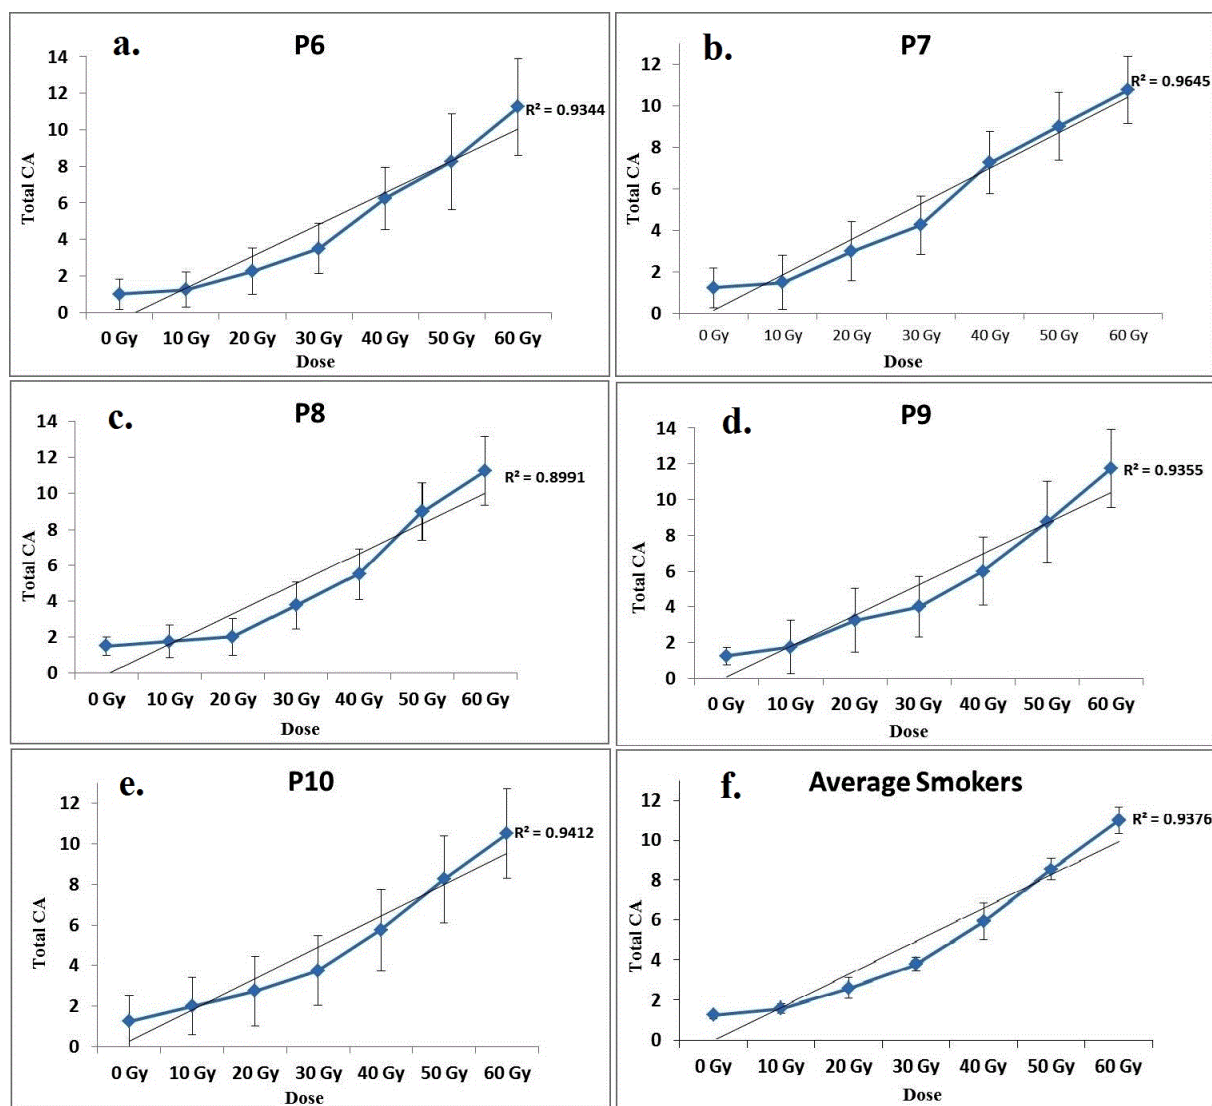 a.
P6
14
12
10
8
6
4
2
0
Total CA
R² = 0.9344
0 Gy 10 Gy 20 Gy 30 Gy 40 Gy 50 Gy 60 Gy
Dose
b.
P7
12
10
8
6
4
2
0
Total CA
R² = 0.9645
0 Gy 10 Gy 20 Gy 30 Gy 40 Gy 50 Gy 60 Gy
Dose
c.
P8
14
12
10
8
6
4
2
0
Total CA
R² = 0.8991
0 Gy 10 Gy 20 Gy 30 Gy 40 Gy 50 Gy 60 Gy
Dose
d.
P9
14
12
10
8
6
4
2
0
Total CA
R² = 0.9355
0 Gy 10 Gy 20 Gy 30 Gy 40 Gy 50 Gy 60 Gy
Dose
e.
P10
12
10
8
6
4
2
0
Total CA
R² = 0.9412
0 Gy 10 Gy 20 Gy 30 Gy 40 Gy 50 Gy 60 Gy
Dose
f.
Average Smokers
12
10
8
6
4
2
0
Total CA
R² = 0.9376
0 Gy 10 Gy 20 Gy 30 Gy 40 Gy 50 Gy 60 Gy
Dose